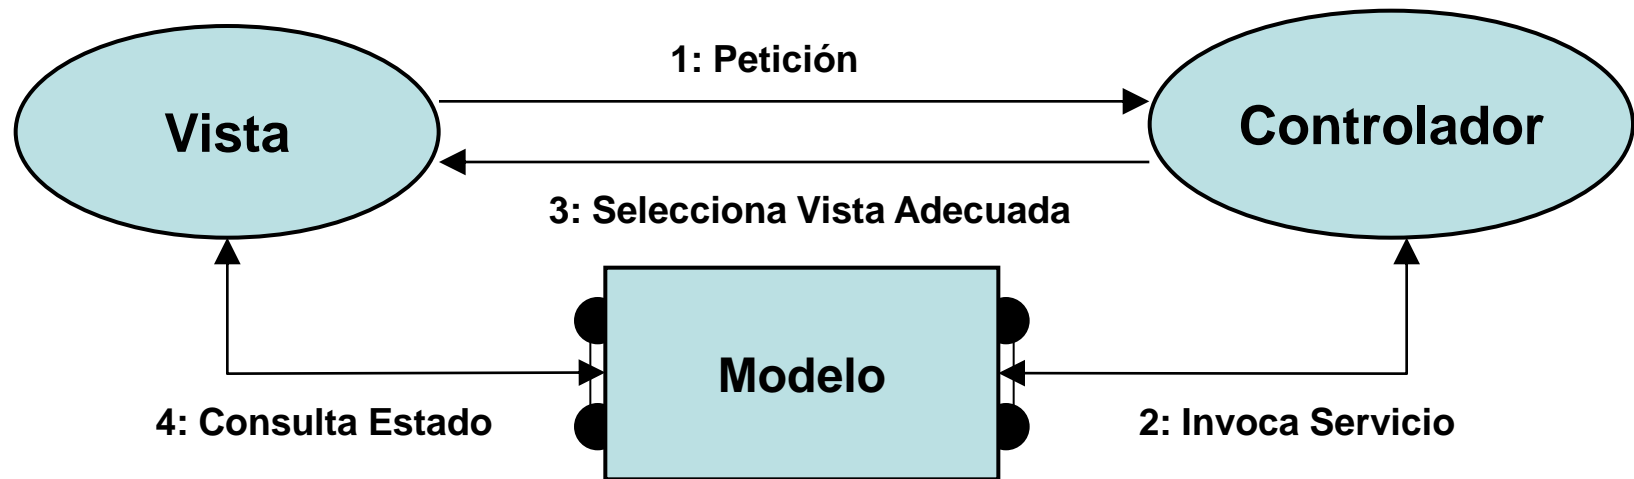 1: Petición
Vista
Controlador
3: Selecciona Vista Adecuada
Modelo
4: Consulta Estado
2: Invoca Servicio